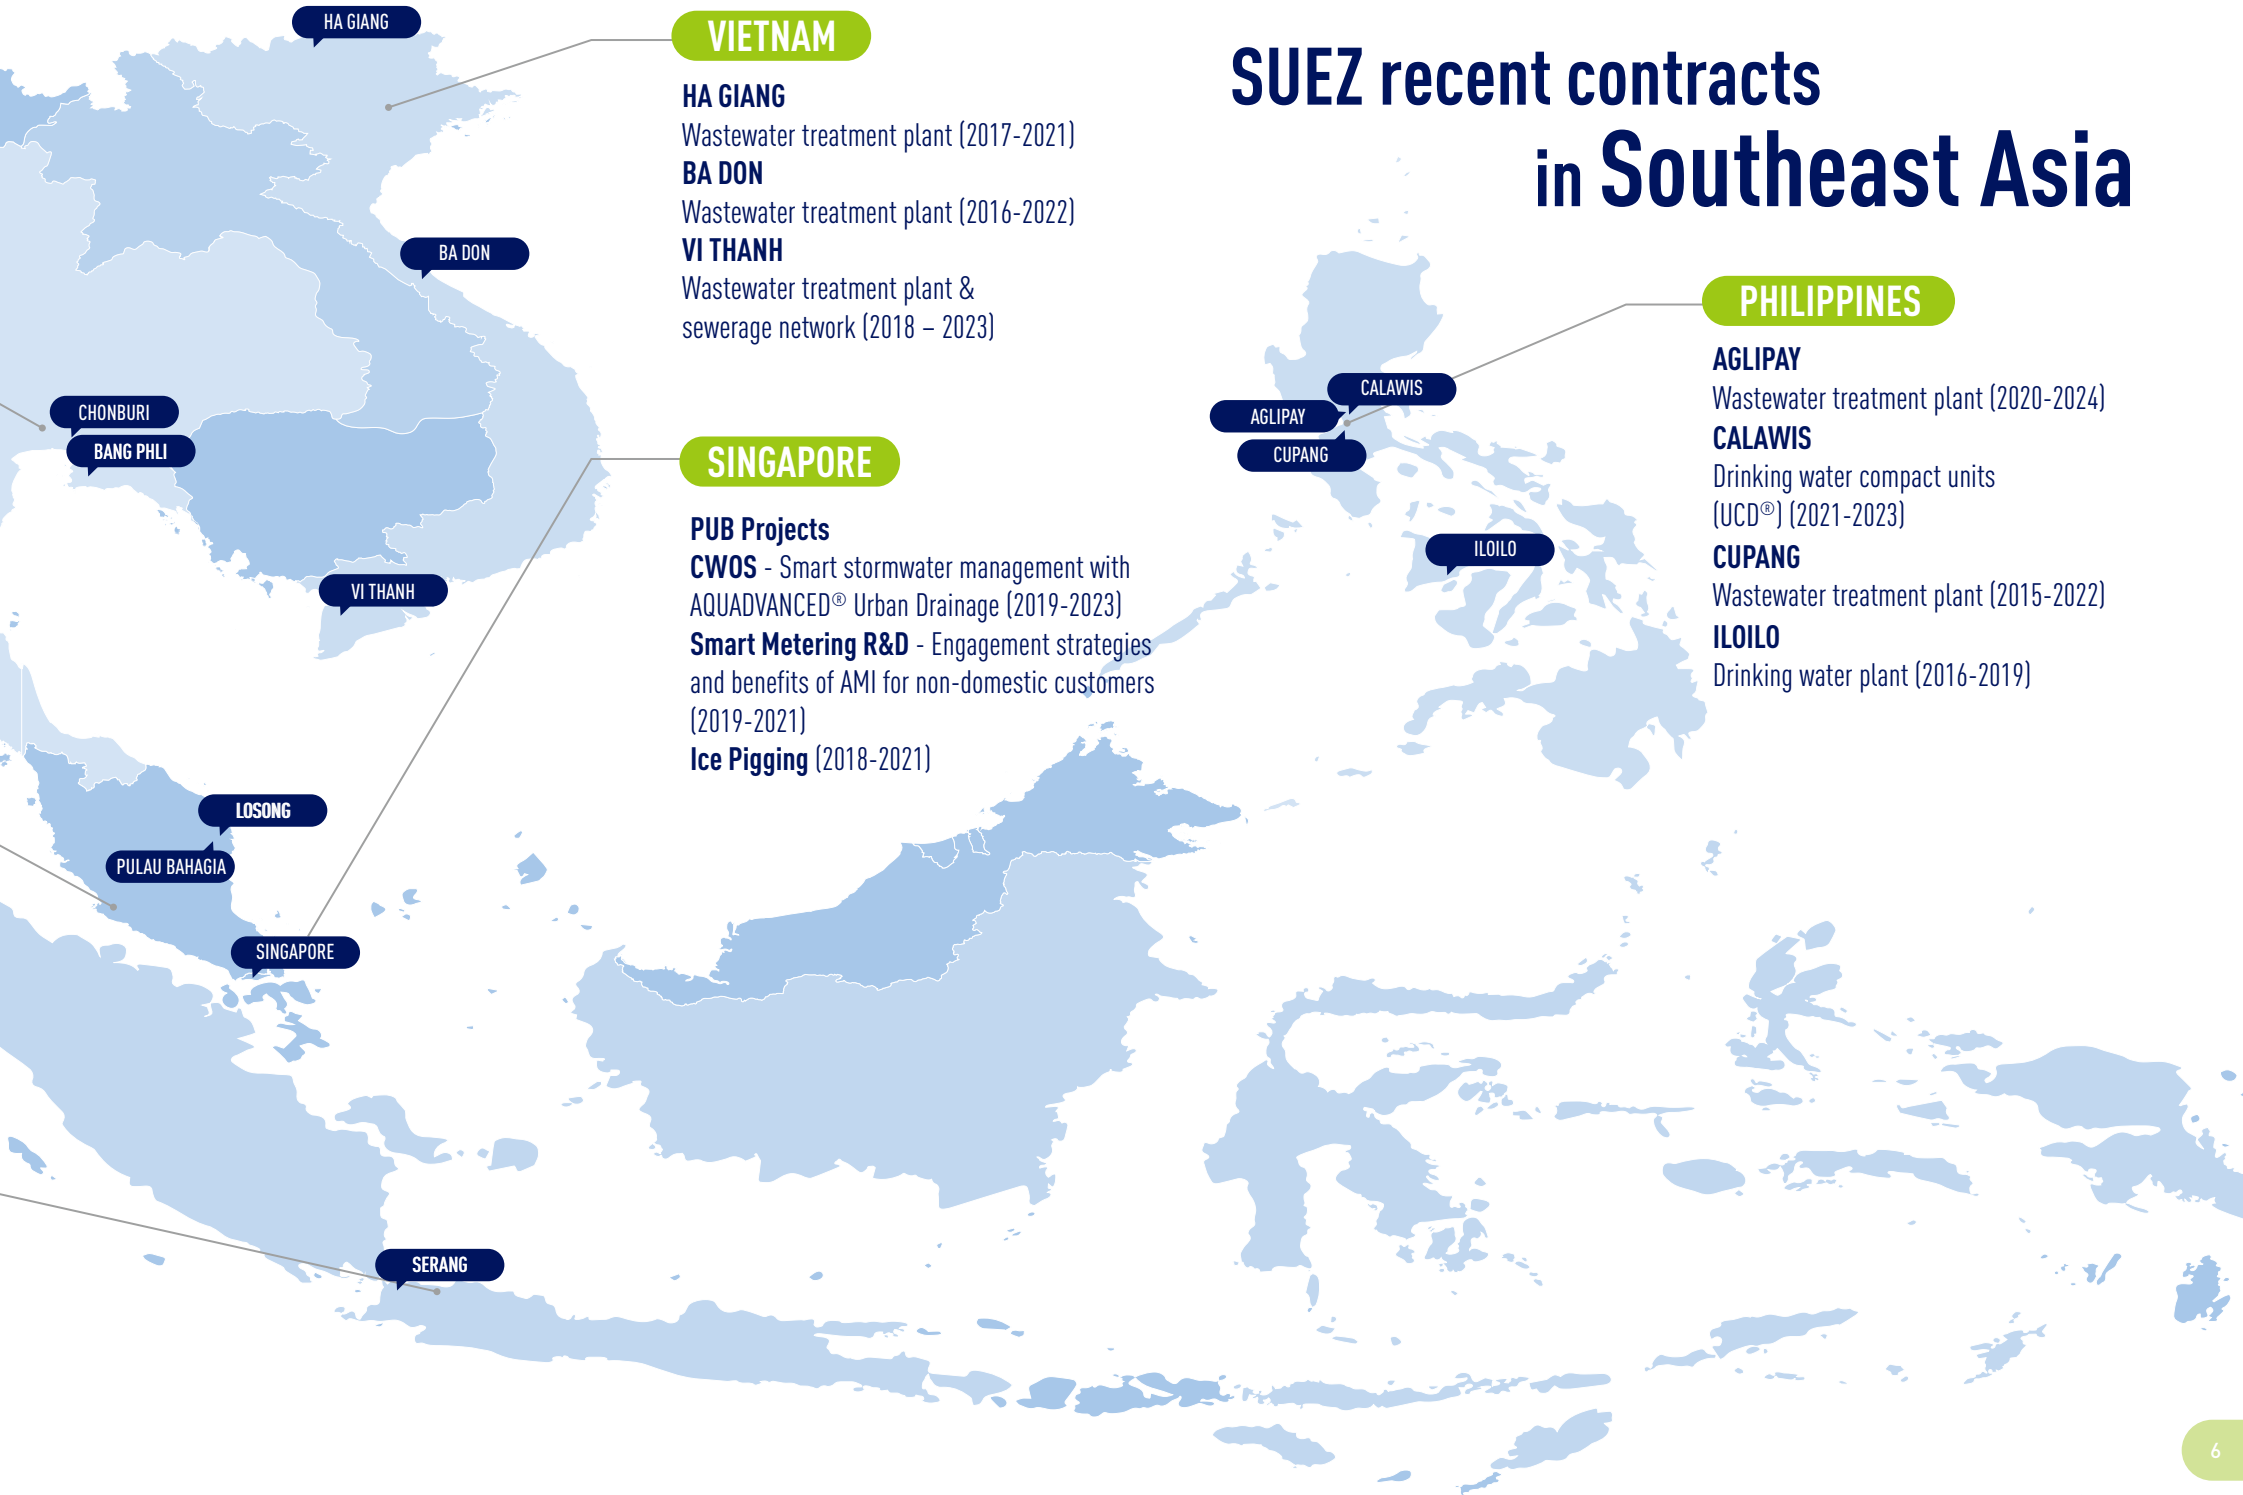 SUEZ recent contracts
in Southeast Asia
HA GIANG
BA DON
CHONBURI
BANG PHLI
VI THANH
LOSONG
PULAU BAHAGIA
SINGAPORE
SERANG
VIETNAM
HA GIANG
Wastewater treatment plant (2017-2021)
BA DON
Wastewater treatment plant (2016-2022)
VI THANH
Wastewater treatment plant &
sewerage network (2018 – 2023)
SINGAPORE
PUB Projects
CWOS - Smart stormwater management with
AQUADVANCED® Urban Drainage (2019-2023)
Smart Metering R&D - Engagement strategies
and benefits of AMI for non-domestic customers
(2019-2021)
Ice Pigging (2018-2021)
CALAWIS
AGLIPAY
CUPANG
ILOILO
PHILIPPINES
AGLIPAY
Wastewater treatment plant (2020-2024)
CALAWIS
Drinking water compact units
(UCD®) (2021-2023)
CUPANG
Wastewater treatment plant (2015-2022)
ILOILO
Drinking water plant (2016-2019)
6